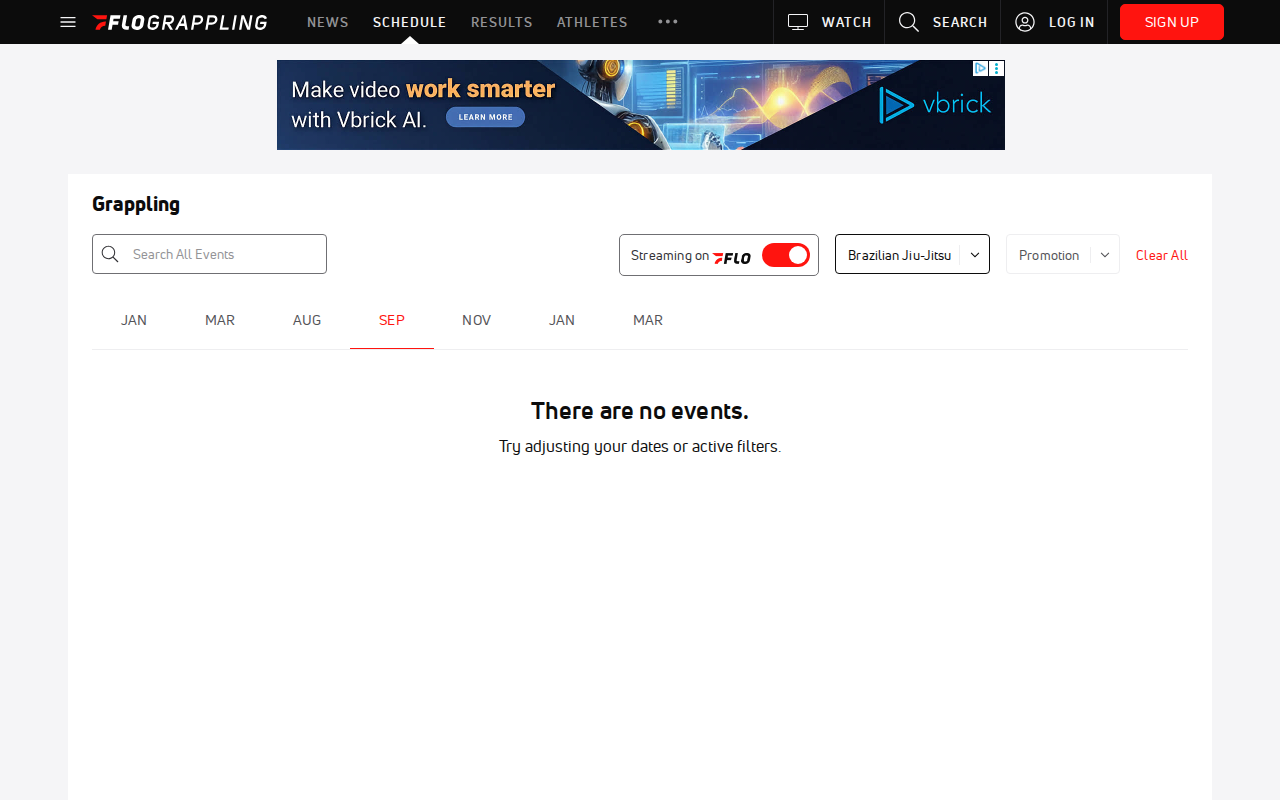 FLOGRAPPLING NEWS SCHEDULE RESULTS ATHLETES WATCH SEARCH LOG IN SIGN UP
Make video work smarter
with Vbrick AI. LEARN MORE
vbrick
Grappling
Search All Events Streaming on FLO Brazilian Jiu-Jitsu Promotion Clear All
JAN MAR AUG SEP NOV JAN MAR
There are no events.
Try adjusting your dates or active filters.